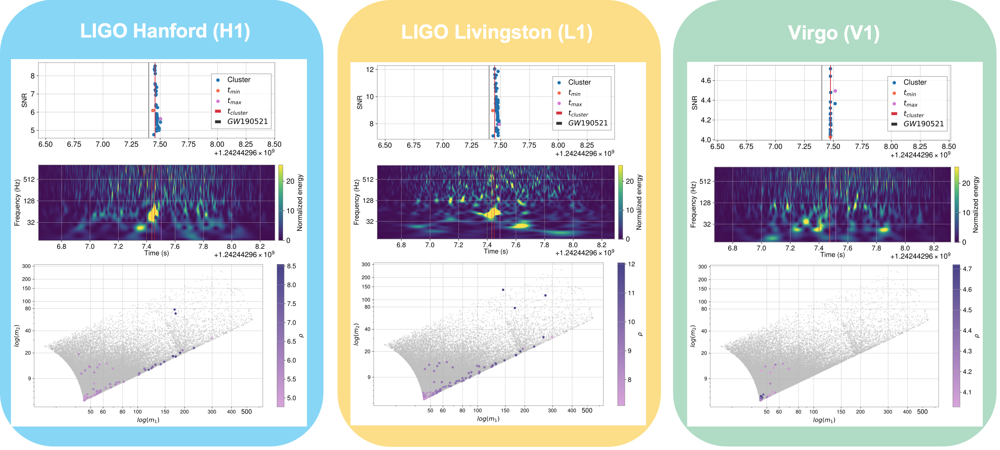 LIGO Hanford (H1)
SNR
8
7
6
5
Cluster
t_min
t_max
t_cluster
GW190521
6.50 6.75 7.00 7.25 7.50 7.75 8.00 8.25 8.50
+1.24244296 × 10⁹
Frequency (Hz)
512
128
32
20
10
0
Normalized energy
6.8 7.0 7.2 7.4 7.6 7.8 8.0 8.2
Time (s)
+1.24244296 × 10⁹
log(m₂)
300
200
150
100
80
40
20
9
8.5
8.0
7.5
7.0
6.5
6.0
5.5
5.0
ρ
50 60 80 100 150 200 300 400 500
log(m₁)
LIGO Livingston (L1)
SNR
12
10
8
Cluster
t_min
t_max
t_cluster
GW190521
6.50 6.75 7.00 7.25 7.50 7.75 8.00 8.25
+1.24244296 × 10⁹
Frequency (Hz)
512
128
32
20
10
0
Normalized energy
6.8 7.0 7.2 7.4 7.6 7.8 8.0 8.2
Time (s)
+1.24244296 × 10⁹
log(m₂)
300
200
150
100
80
40
20
9
12
11
10
9
8
ρ
50 60 80 100 150 200 300 400 500
log(m₁)
Virgo (V1)
SNR
4.6
4.4
4.2
4.0
Cluster
t_min
t_max
t_cluster
GW190521
6.50 6.75 7.00 7.25 7.50 7.75 8.00 8.25 8.50
+1.24244296 × 10⁹
Frequency (Hz)
512
128
32
20
10
0
Normalized energy
6.8 7.0 7.2 7.4 7.6 7.8 8.0 8.2
Time (s)
+1.24244296 × 10⁹
log(m₂)
300
200
150
100
80
40
20
9
4.7
4.6
4.5
4.4
4.3
4.2
4.1
ρ
50 60 80 100 150 200 300 400 500
log(m₁)